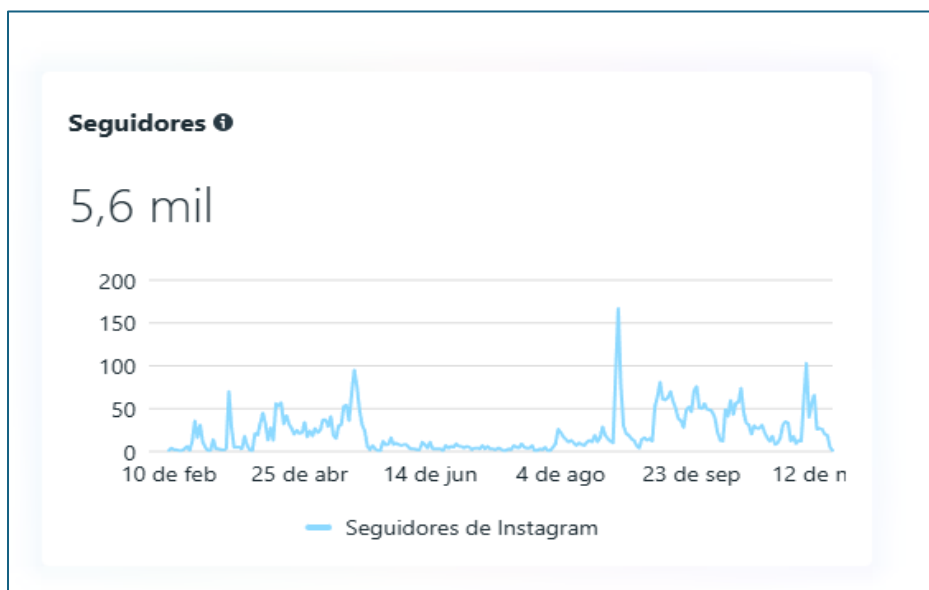 Seguidores
5,6 mil
200
150
100
50
0
10 de feb 25 de abr 14 de jun 4 de ago 23 de sep 12 de n
Seguidores de Instagram